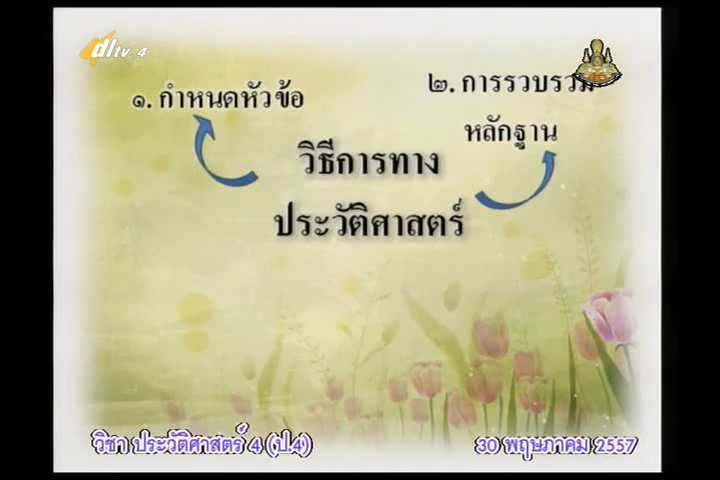 dltv 4
๑. กำหนดหัวข้อ
๒. การรวบรวม
หลักฐาน
วิธีการทาง
ประวัติศาสตร์
วิชา ประวัติศาสตร์ 4 (ป.4)
30 พฤษภาคม 2557